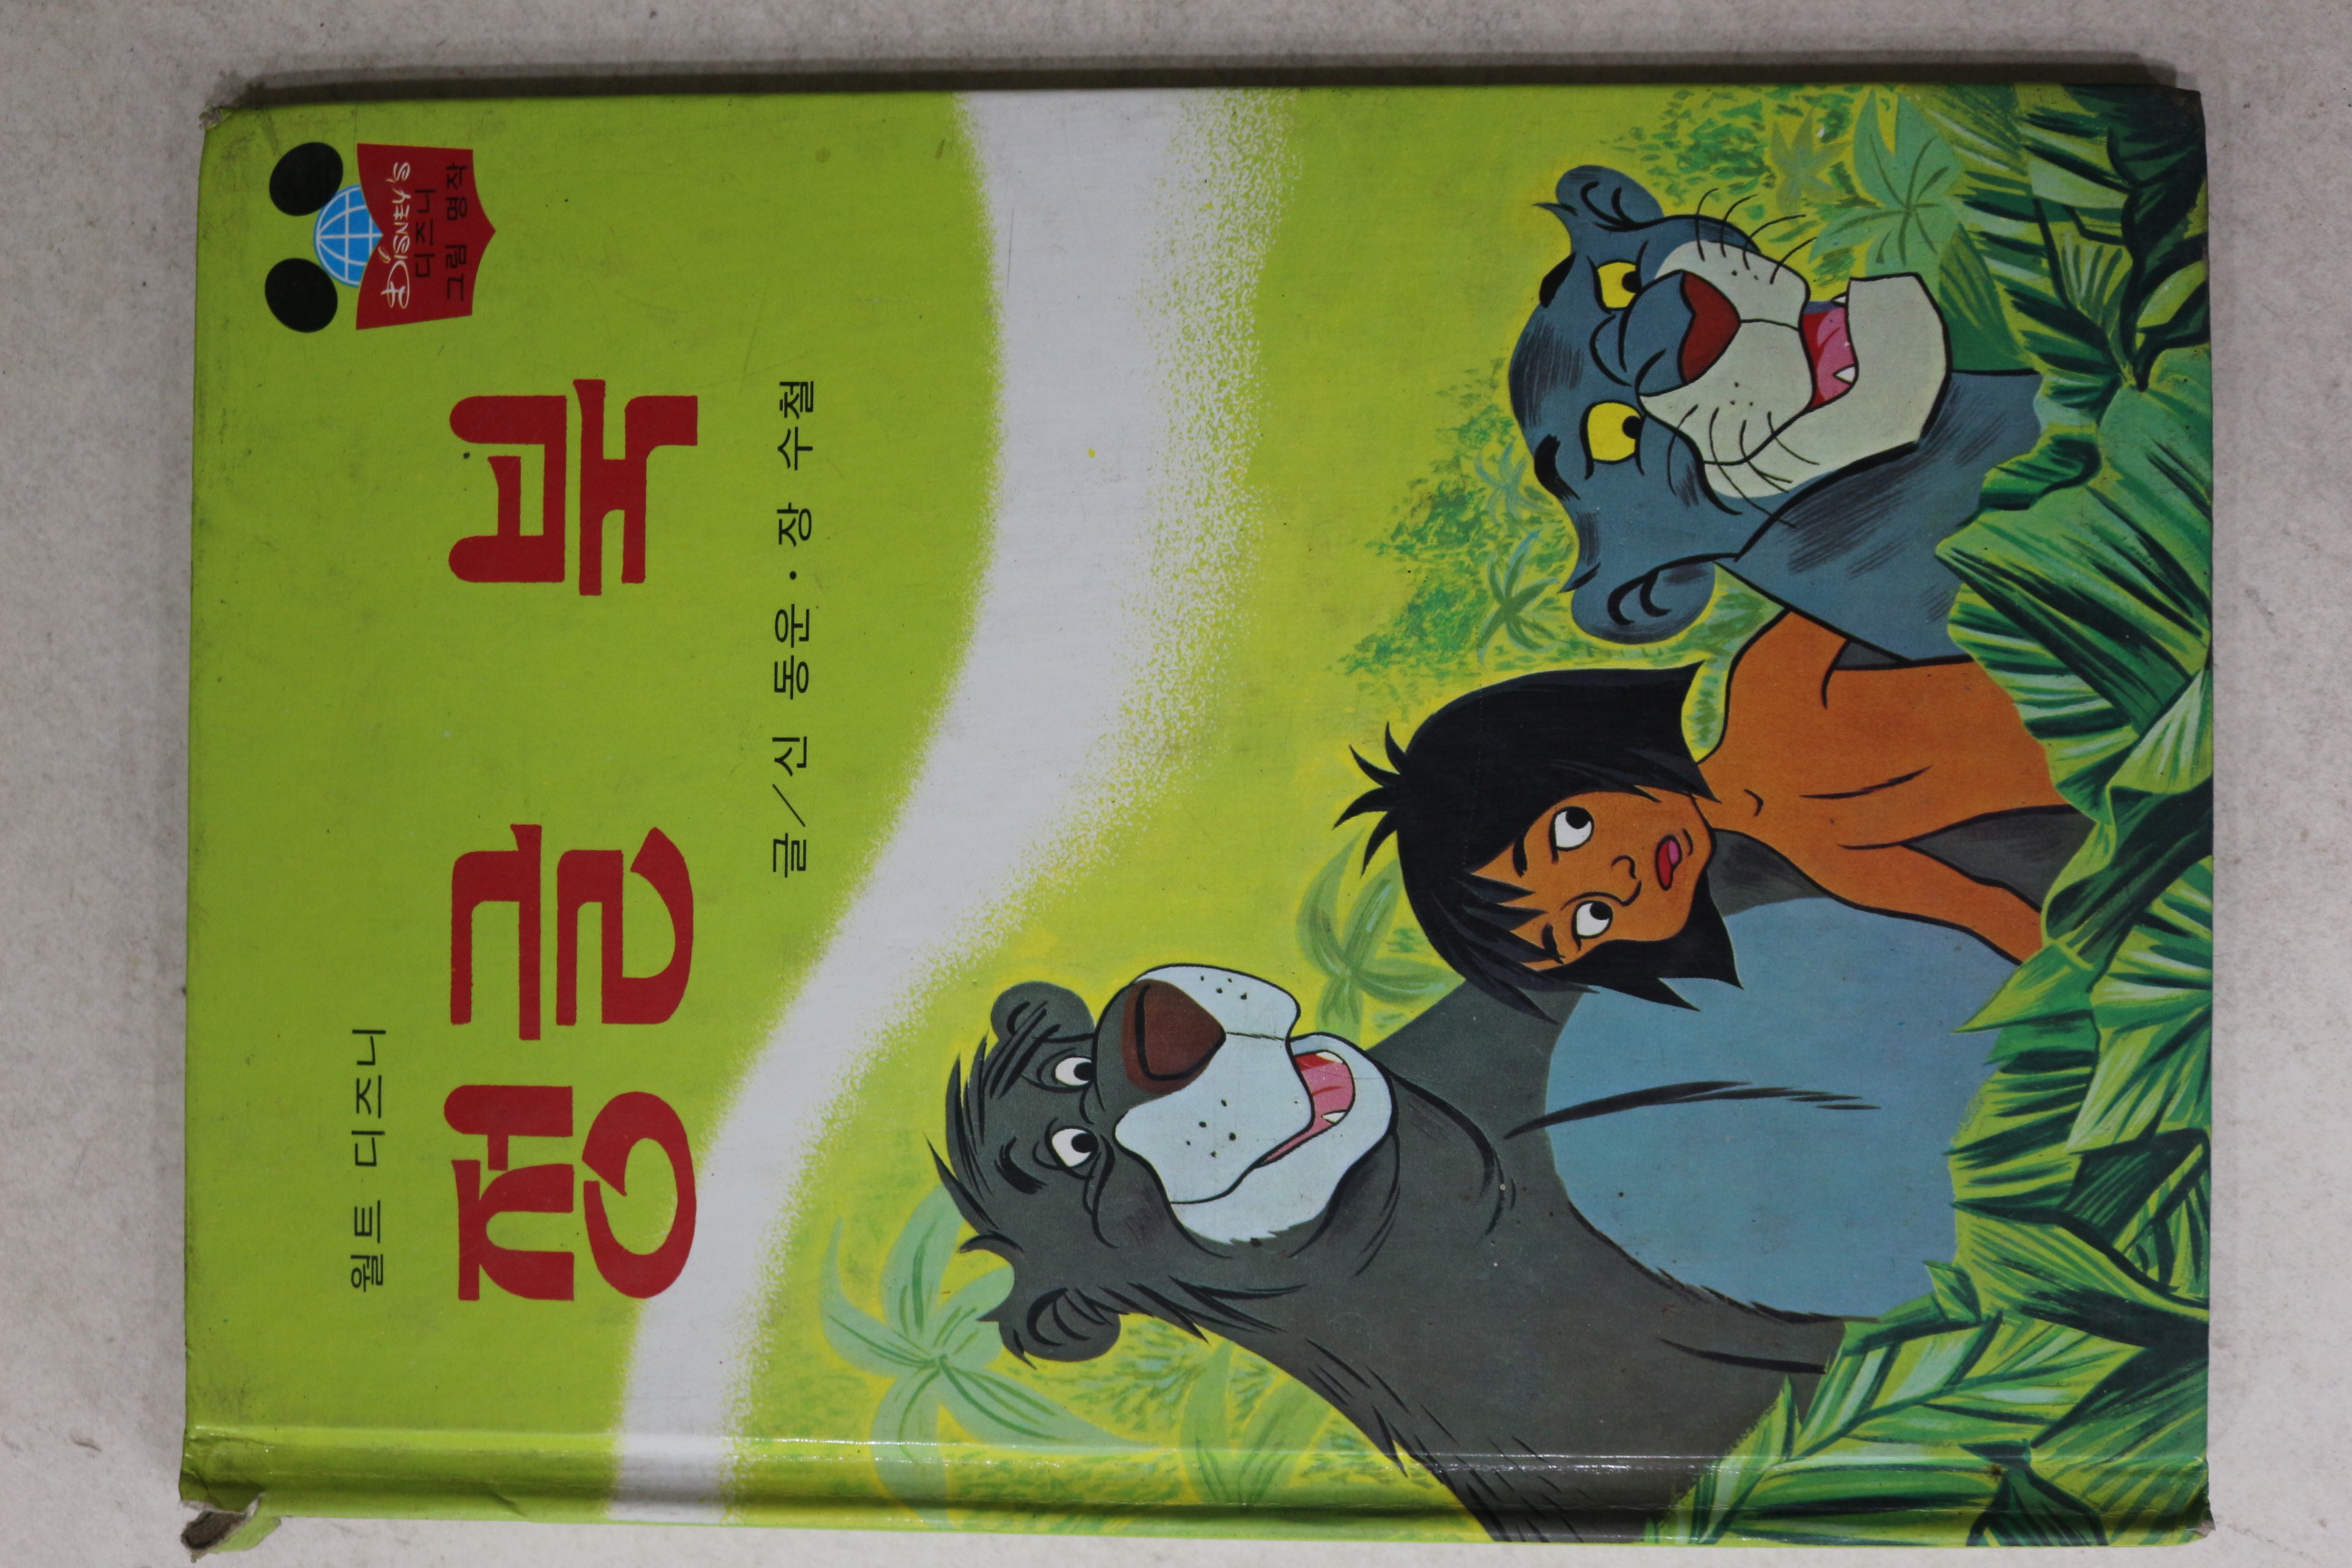 월트 디즈니
DISNEY'S
디즈니
그림 명작
정글 북
글/신 동운·장 수철